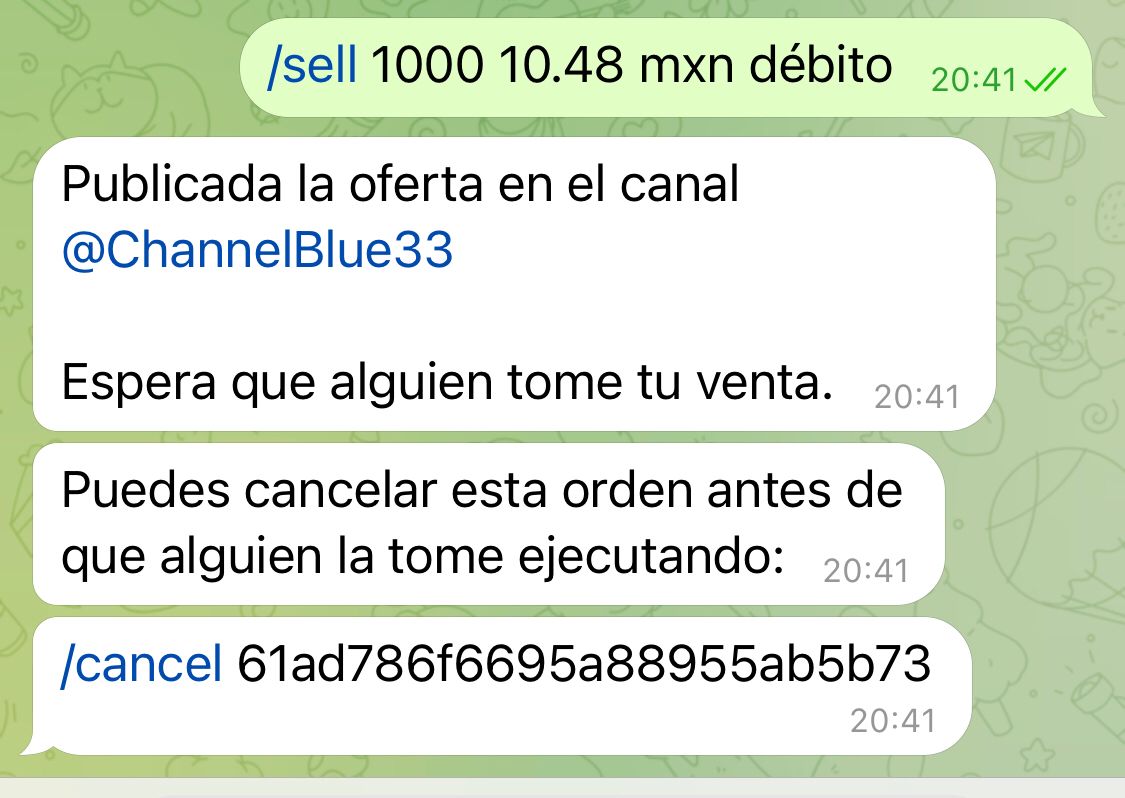 /sell 1000 10.48 mxn débito 20:41
Publicada la oferta en el canal
@ChannelBlue33
Espera que alguien tome tu venta. 20:41
Puedes cancelar esta orden antes de
que alguien la tome ejecutando: 20:41
/cancel 61ad786f6695a88955ab5b73
20:41